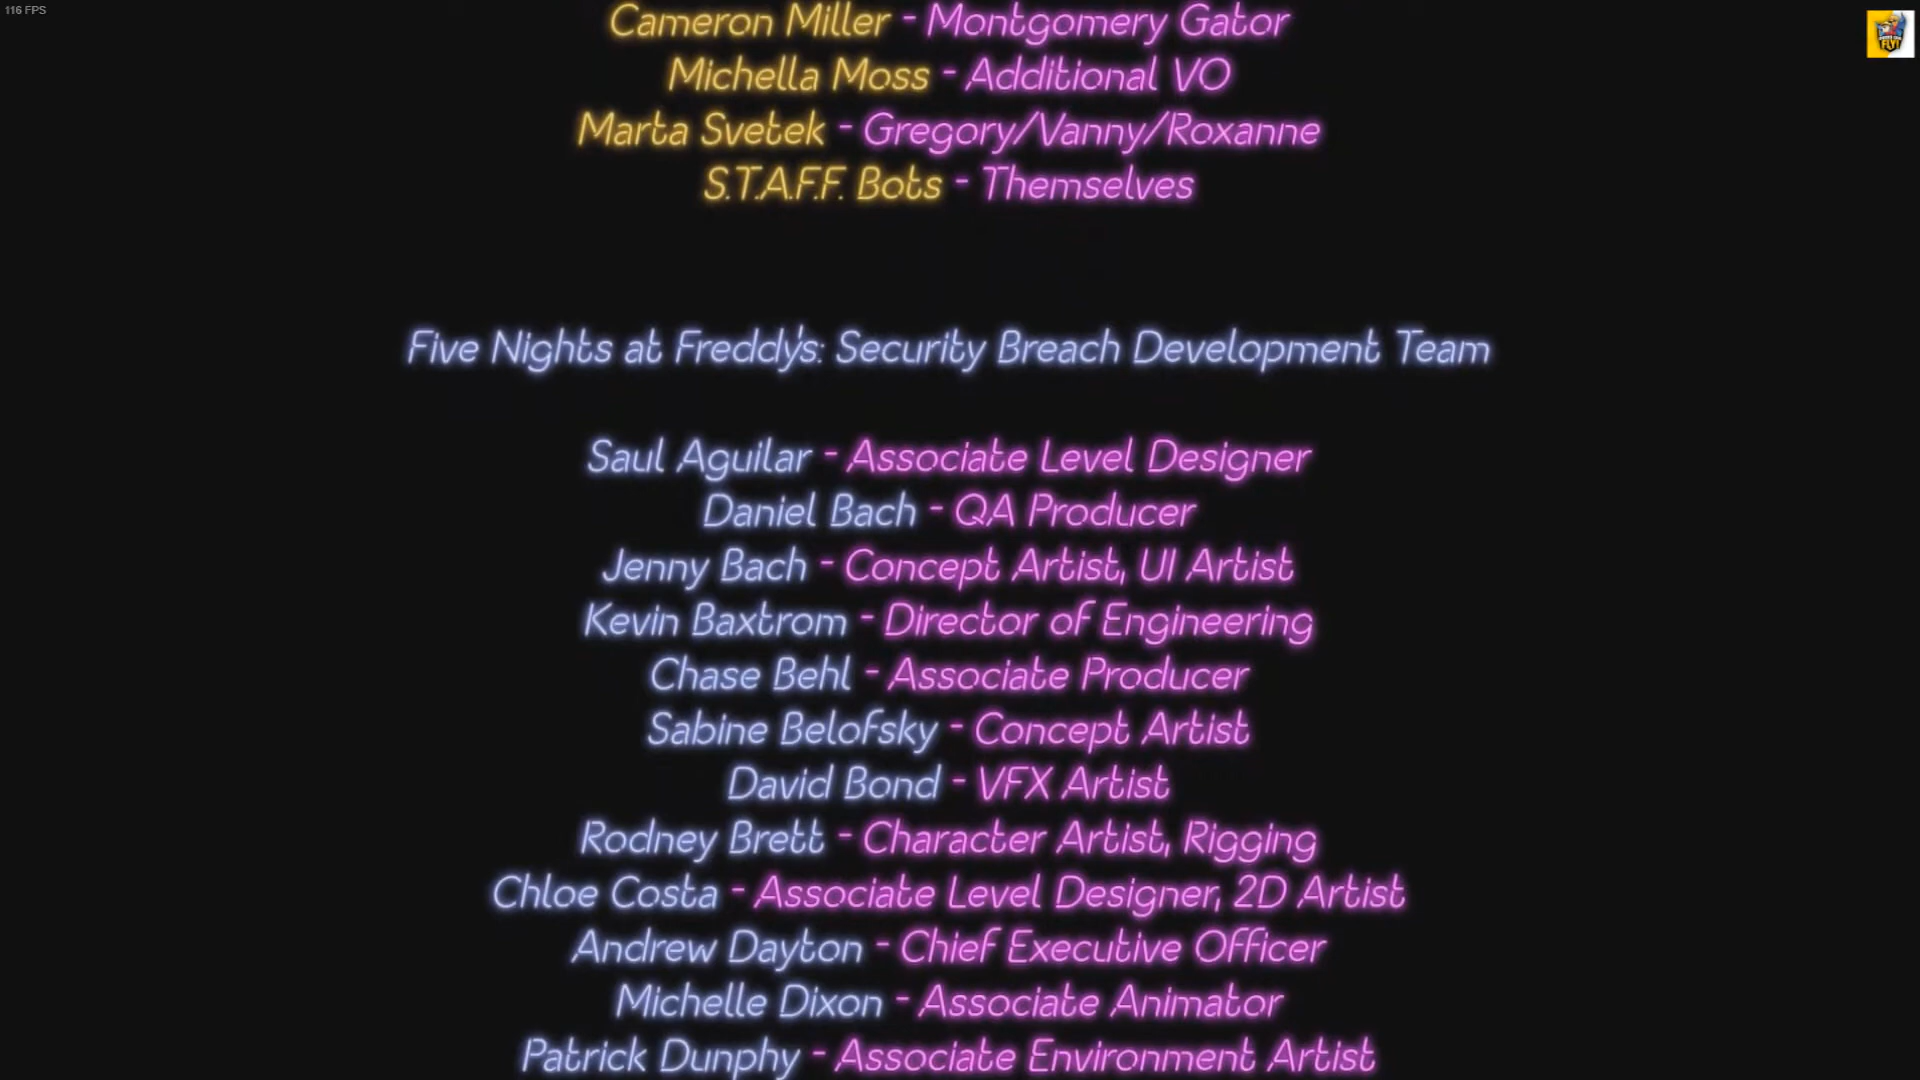 116 FPS
Cameron Miller - Montgomery Gator
Michella Moss - Additional VO
Marta Svetek - Gregory/Vanny/Roxanne
S.T.A.F.F. Bots - Themselves
Five Nights at Freddy's: Security Breach Development Team
Saul Aguilar - Associate Level Designer
Daniel Bach - QA Producer
Jenny Bach - Concept Artist, UI Artist
Kevin Baxtrom - Director of Engineering
Chase Behl - Associate Producer
Sabine Belofsky - Concept Artist
David Bond - VFX Artist
Rodney Brett - Character Artist, Rigging
Chloe Costa - Associate Level Designer, 2D Artist
Andrew Dayton - Chief Executive Officer
Michelle Dixon - Associate Animator
Patrick Dunphy - Associate Environment Artist